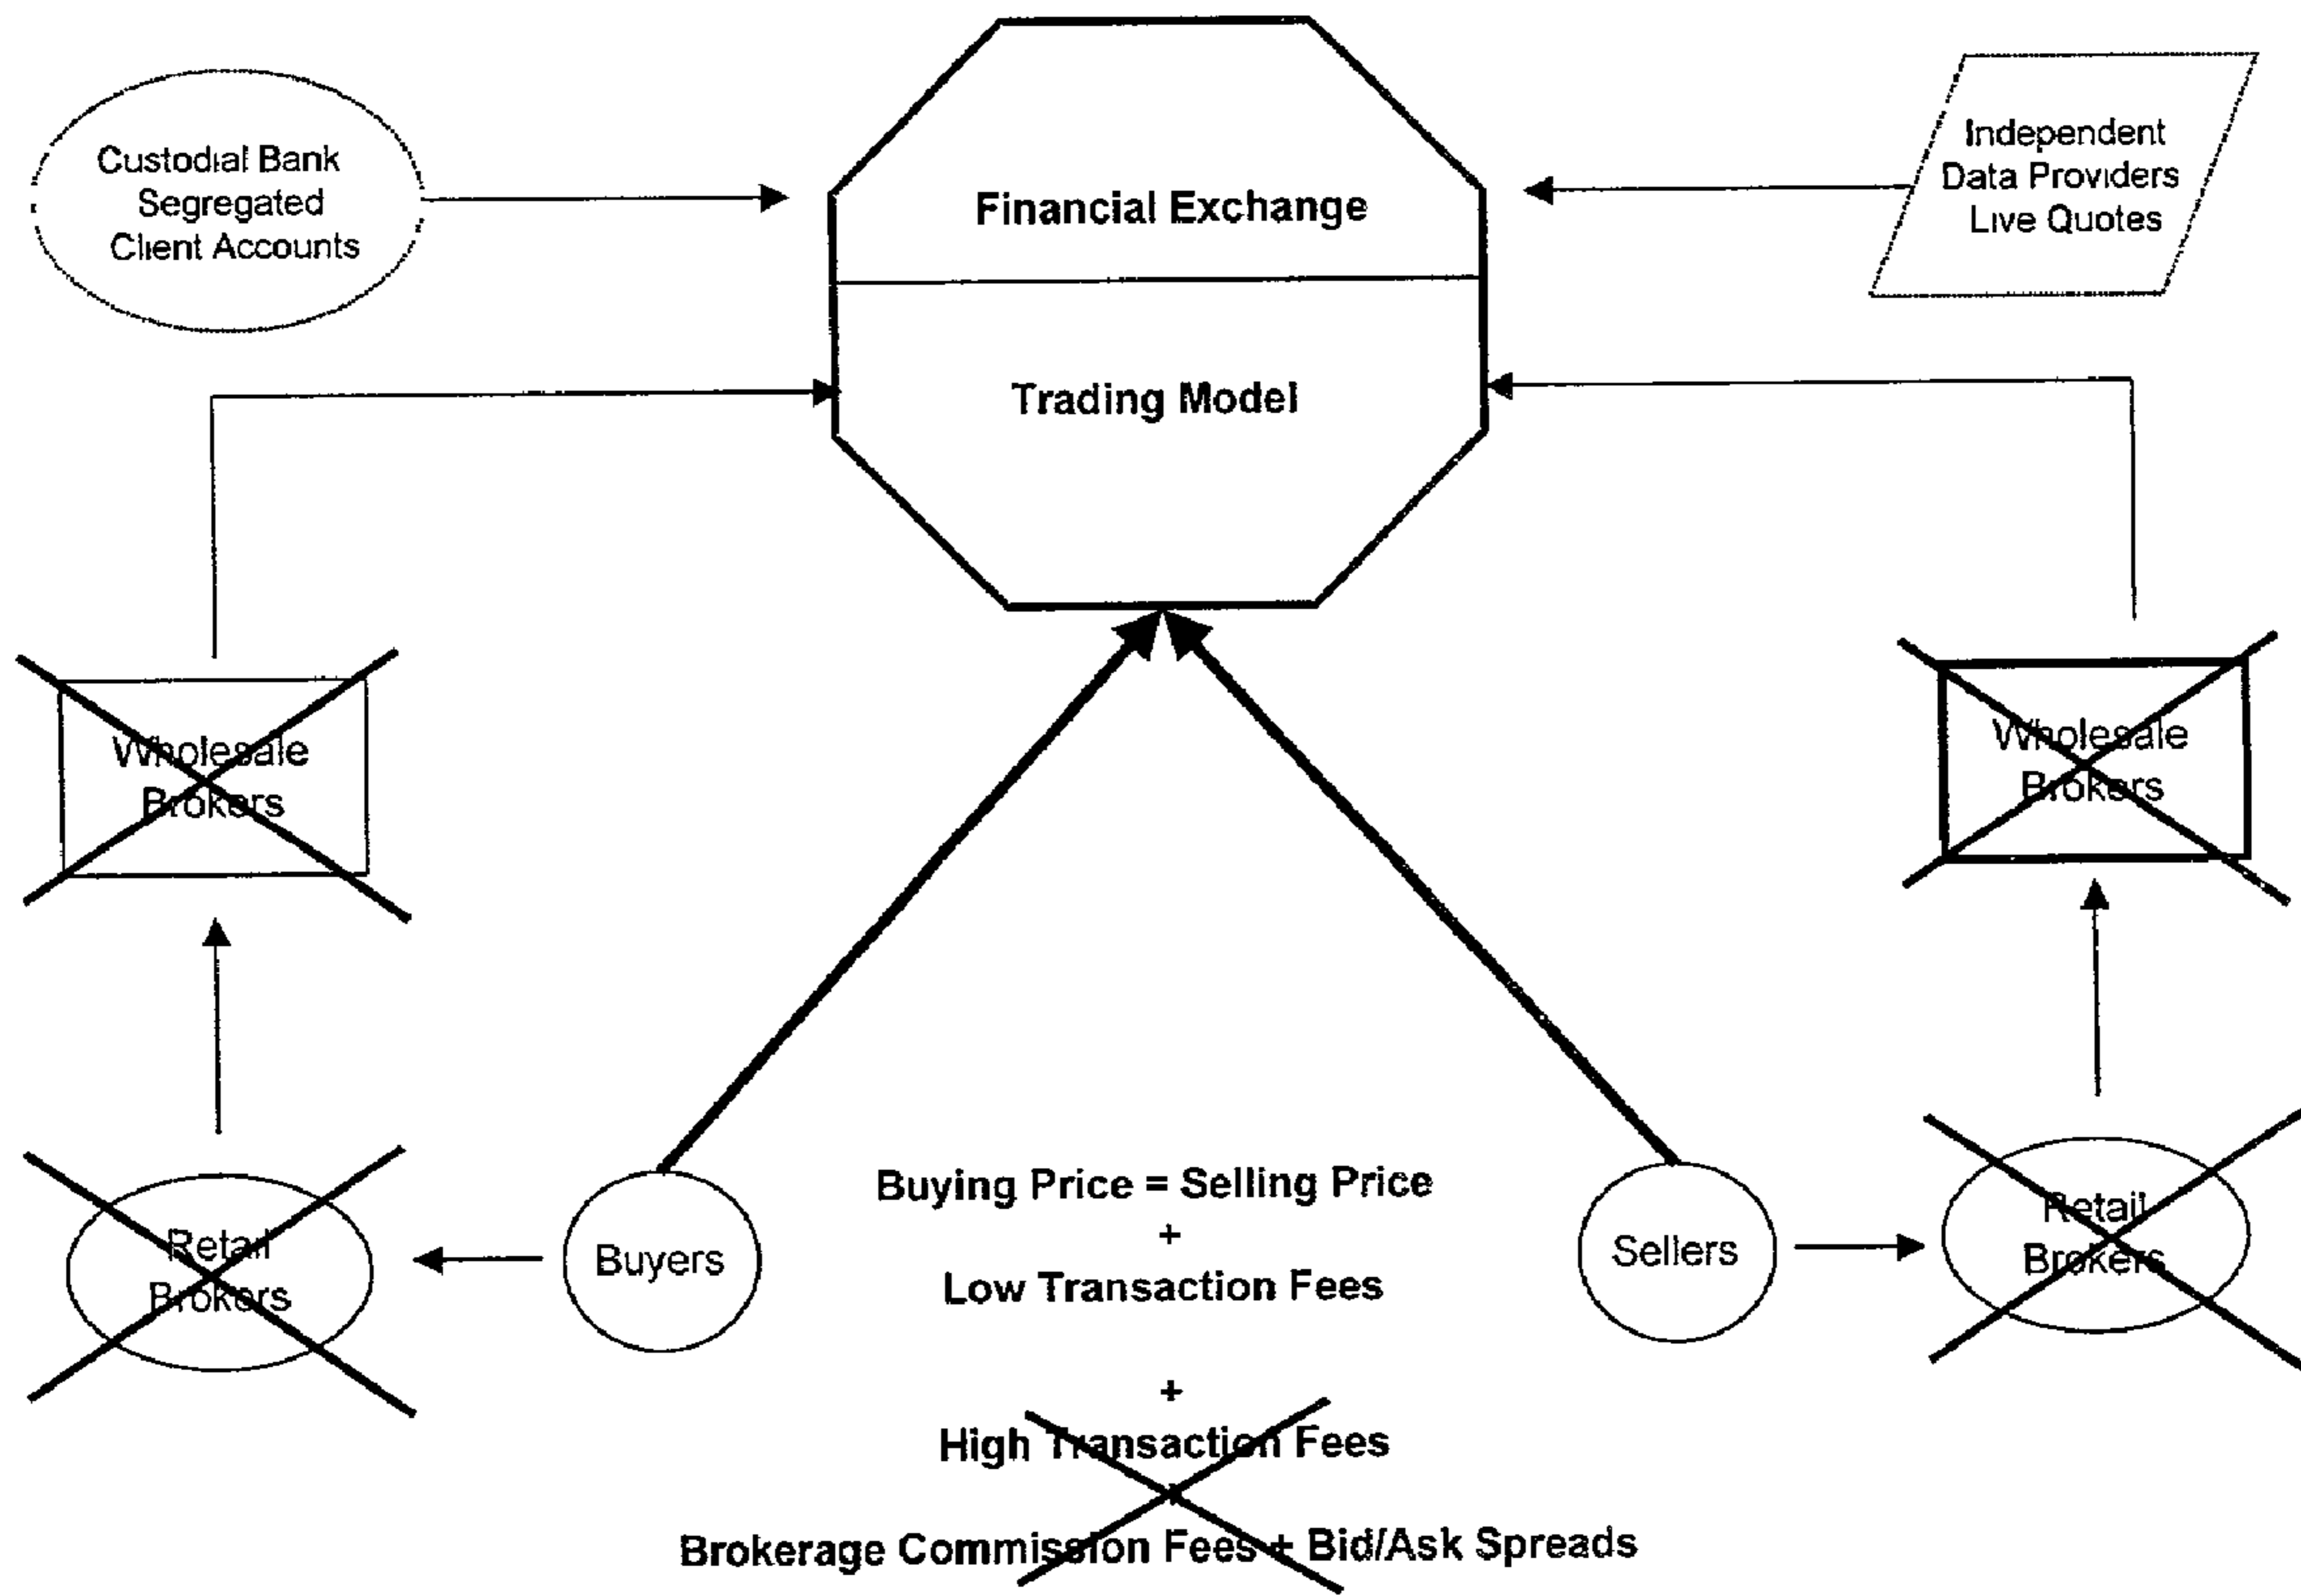 Custodial Bank
Segregated
Client Accounts
Financial Exchange
Independent
Data Providers
Live Quotes
Trading Model
Wholesale
Brokers
Wholesale
Brokers
Retail
Brokers
Buyers
Buying Price = Selling Price
+
Low Transaction Fees
Sellers
Retail
Brokers
+
High Transaction Fees
+
Brokerage Commission Fees + Bid/Ask Spreads